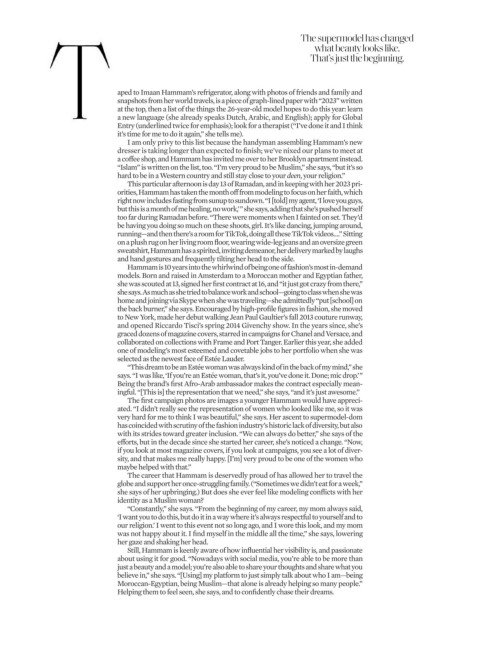 The supermodel has changed
what beauty looks like.
That's just the beginning.
T
aped to Imaan Hammam's refrigerator, along with photos of friends and family and
snapshots from her world travels, is a piece of graph-lined paper with "2023" written
at the top, then a list of the things the 26-year-old model hopes to do this year: learn
a new language (she already speaks Dutch, Arabic, and English); apply for Global
Entry (underlined twice for emphasis); look for a therapist ("I've done it and I think
it's time for me to do it again," she tells me).
I am only privy to this list because the handyman assembling Hammam's new
dresser is taking longer than expected to finish; we've nixed our plans to meet at
a coffee shop, and Hammam has invited me over to her Brooklyn apartment instead.
"Islam" is written on the list, too. "I'm very proud to be Muslim," she says, "but it's so
hard to be in a Western country and still stay close to your deen, your religion."
This particular afternoon is day 13 of Ramadan, and in keeping with her 2023 pri-
orities, Hammam has taken the month off from modeling to focus on her faith, which
right now includes fasting from sunup to sundown. "I [told] my agent, 'I love you guys,
but this is a month of me healing, no work,'" she says, adding that she's pushed herself
too far during Ramadan before. "There were moments when I fainted on set. They'd
be having you doing so much on these shoots, girl. It's like dancing, jumping around,
running—and then there's a room for TikTok, doing all these TikTok videos...." Sitting
on a plush rug on her living room floor, wearing wide-leg jeans and an oversize green
sweatshirt, Hammam has a spirited, inviting demeanor, her delivery marked by laughs
and hand gestures and frequently tilting her head to the side.
Hammam is 10 years into the whirlwind of being one of fashion's most in-demand
models. Born and raised in Amsterdam to a Moroccan mother and Egyptian father,
she was scouted at 13, signed her first contract at 16, and "it just got crazy from there,"
she says. As much as she tried to balance work and school—going to class when she was
home and joining via Skype when she was traveling—she admittedly "put [school] on
the back burner," she says. Encouraged by high-profile figures in fashion, she moved
to New York, made her debut walking Jean Paul Gaultier's fall 2013 couture runway,
and opened Riccardo Tisci's spring 2014 Givenchy show. In the years since, she's
graced dozens of magazine covers, starred in campaigns for Chanel and Versace, and
collaborated on collections with Frame and Port Tanger. Earlier this year, she added
one of modeling's most esteemed and covetable jobs to her portfolio when she was
selected as the newest face of Estée Lauder.
"This dream to be an Estée woman was always kind of in the back of my mind," she
says. "I was like, 'If you're an Estée woman, that's it, you've done it. Done; mic drop.'"
Being the brand's first Afro-Arab ambassador makes the contract especially mean-
ingful. "[This is] the representation that we need," she says, "and it's just awesome."
The first campaign photos are images a younger Hammam would have appreci-
ated. "I didn't really see the representation of women who looked like me, so it was
very hard for me to think I was beautiful," she says. Her ascent to supermodel-dom
has coincided with scrutiny of the fashion industry's historic lack of diversity, but also
with its strides toward greater inclusion. "We can always do better," she says of the
efforts, but in the decade since she started her career, she's noticed a change. "Now,
if you look at most magazine covers, if you look at campaigns, you see a lot of diver-
sity, and that makes me really happy. [I'm] very proud to be one of the women who
maybe helped with that."
The career that Hammam is deservedly proud of has allowed her to travel the
globe and support her once-struggling family. ("Sometimes we didn't eat for a week,"
she says of her upbringing.) But does she ever feel like modeling conflicts with her
identity as a Muslim woman?
"Constantly," she says. "From the beginning of my career, my mom always said,
'I want you to do this, but do it in a way where it's always respectful to yourself and to
our religion.' I went to this event not so long ago, and I wore this look, and my mom
was not happy about it. I find myself in the middle all the time," she says, lowering
her gaze and shaking her head.
Still, Hammam is keenly aware of how influential her visibility is, and passionate
about using it for good. "Nowadays with social media, you're able to be more than
just a beauty and a model; you're also able to share your thoughts and share what you
believe in," she says. "[Using] my platform to just simply talk about who I am—being
Moroccan-Egyptian, being Muslim—that alone is already helping so many people."
Helping them to feel seen, she says, and to confidently chase their dreams.